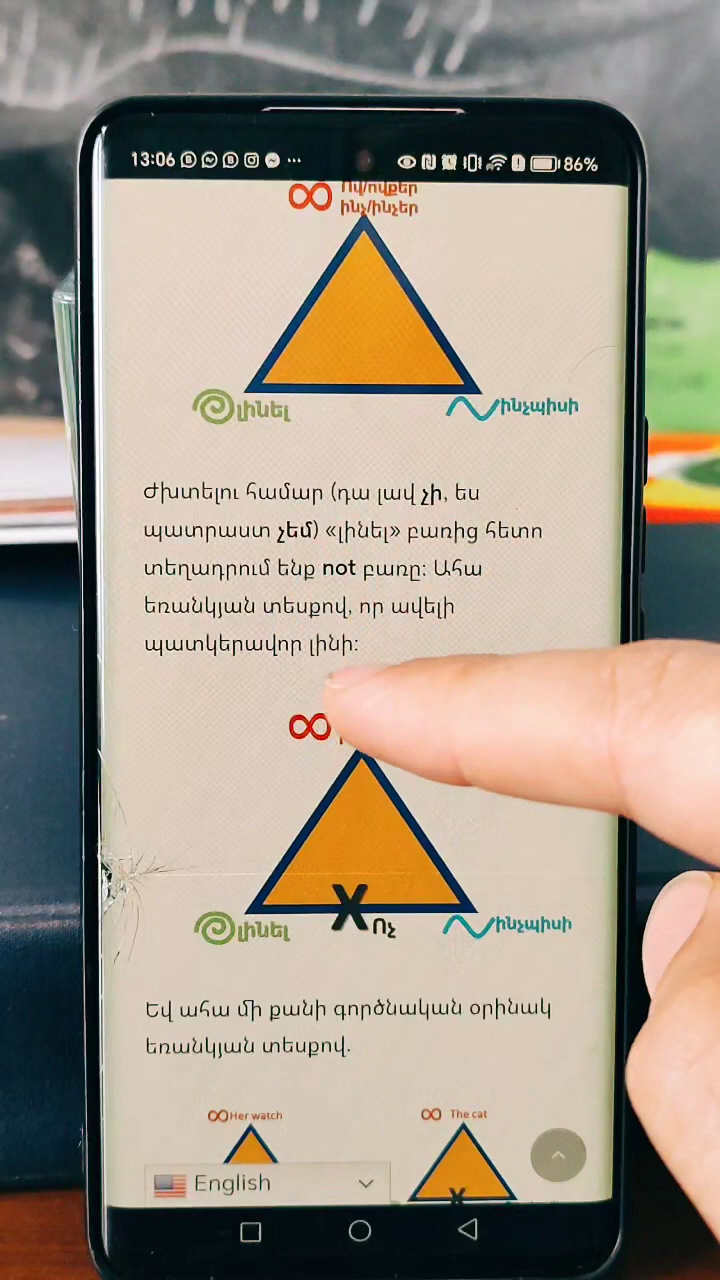 13:06 86%
Ով/ովքեր
ինչ/ինչեր
լինել ինչպիսի
Ժխտելու համար (դա լավ չի, ես
պատրաստ չեմ) «լինել» բառից հետո
տեղադրում ենք not բառը: Ահա
եռանկյան տեսքով, որ ավելի
պատկերավոր լինի:
X
լինել Ոչ ինչպիսի
Եվ ահա մի քանի գործնական օրինակ
եռանկյան տեսքով.
Her watch The cat
English